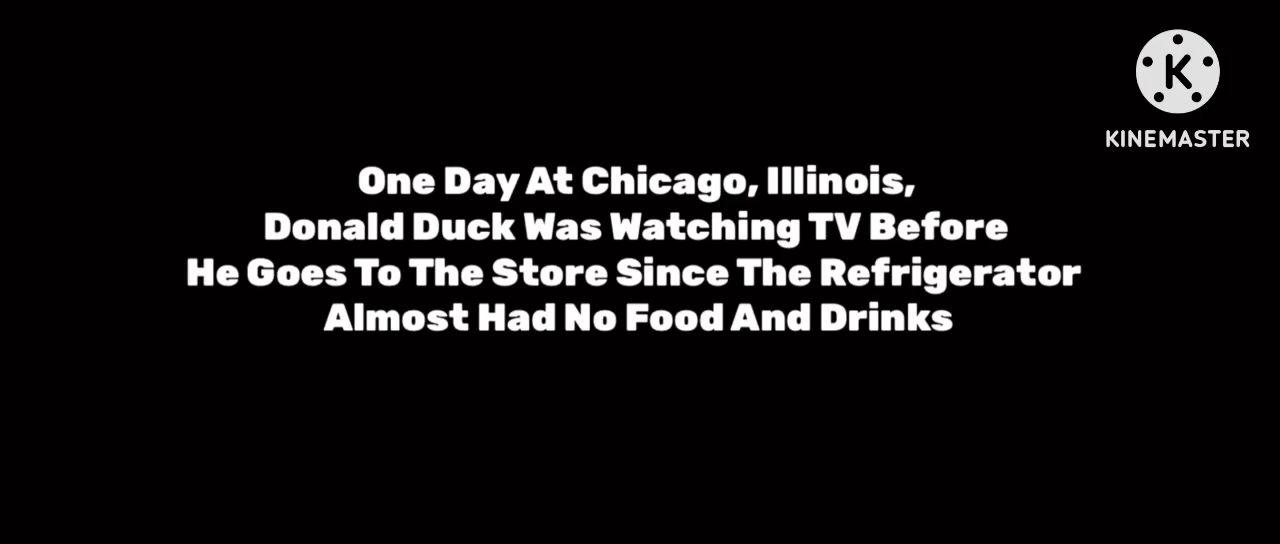 K
KINEMASTER
One Day At Chicago, Illinois,
Donald Duck Was Watching TV Before
He Goes To The Store Since The Refrigerator
Almost Had No Food And Drinks